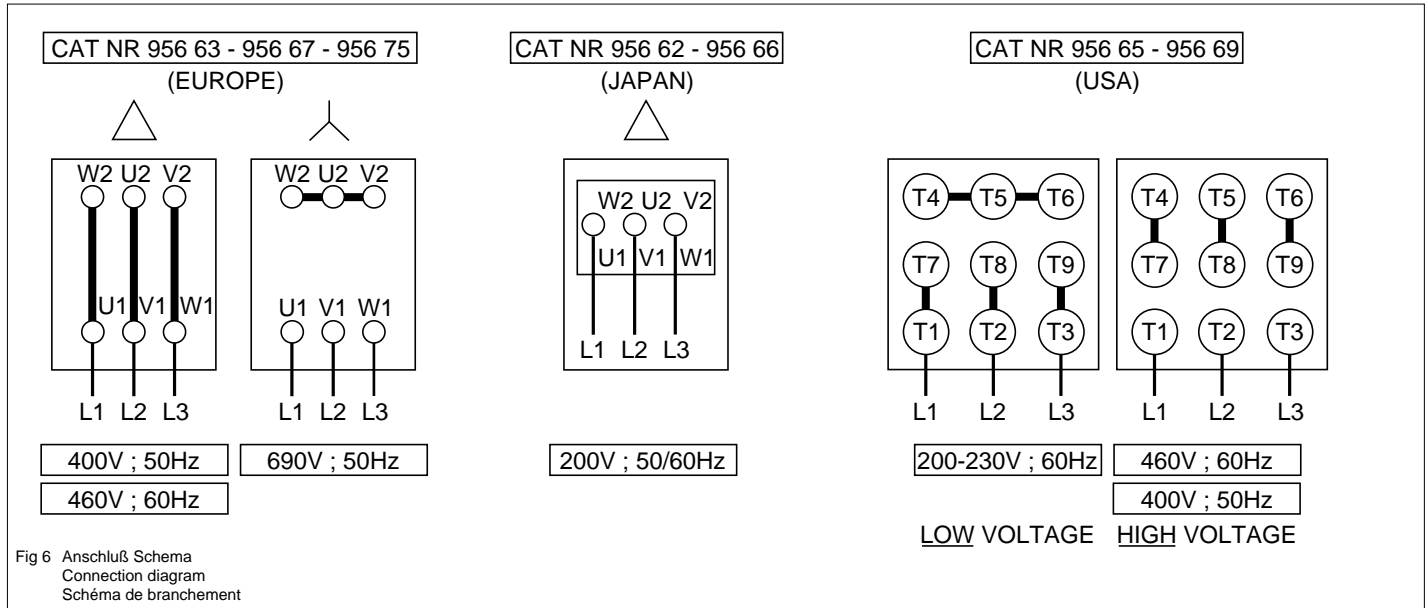 CAT NR 956 63 - 956 67 - 956 75
(EUROPE)
W2 U2 V2
U1 V1 W1
L1 L2 L3
400V ; 50Hz
460V ; 60Hz
W2 U2 V2
U1 V1 W1
L1 L2 L3
690V ; 50Hz
CAT NR 956 62 - 956 66
(JAPAN)
W2 U2 V2
U1 V1 W1
L1 L2 L3
200V ; 50/60Hz
CAT NR 956 65 - 956 69
(USA)
T4 T5 T6
T7 T8 T9
T1 T2 T3
L1 L2 L3
200-230V ; 60Hz
LOW VOLTAGE
T4 T5 T6
T7 T8 T9
T1 T2 T3
L1 L2 L3
460V ; 60Hz
400V ; 50Hz
HIGH VOLTAGE
Fig 6 Anschluß Schema
Connection diagram
Schéma de branchement